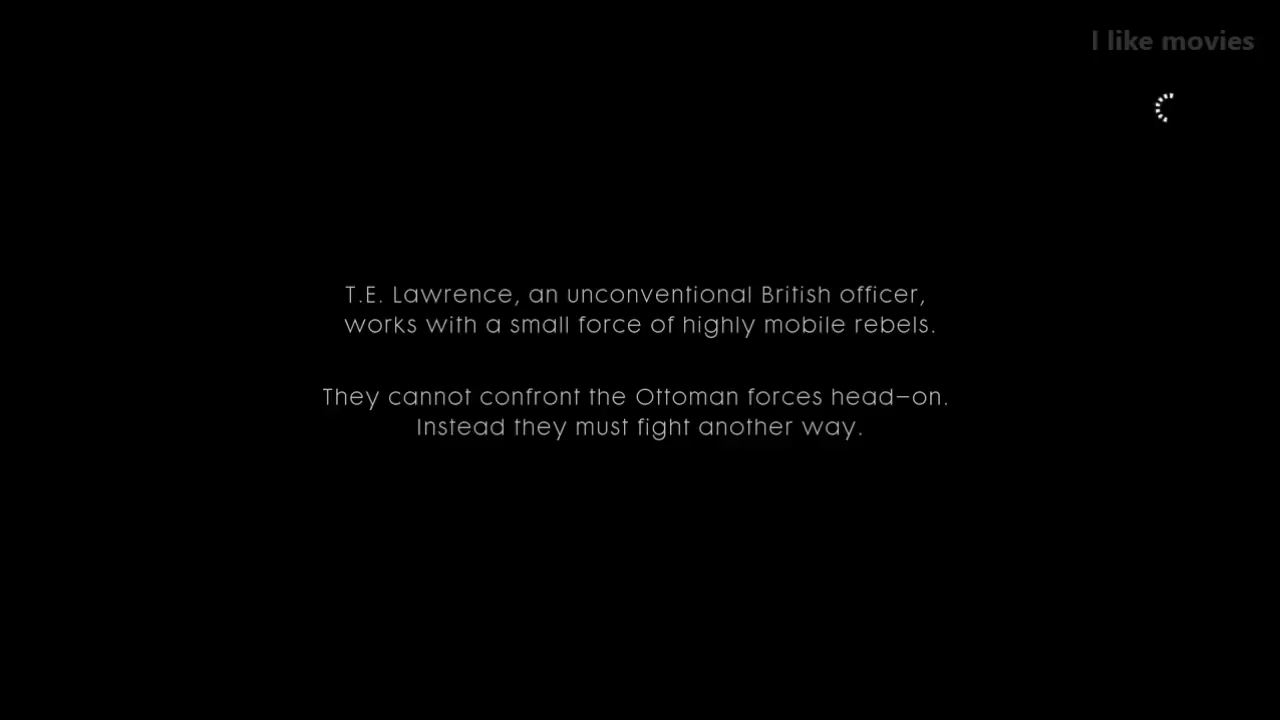 I like movies
T.E. Lawrence, an unconventional British officer,
works with a small force of highly mobile rebels.
They cannot confront the Ottoman forces head-on.
Instead they must fight another way.